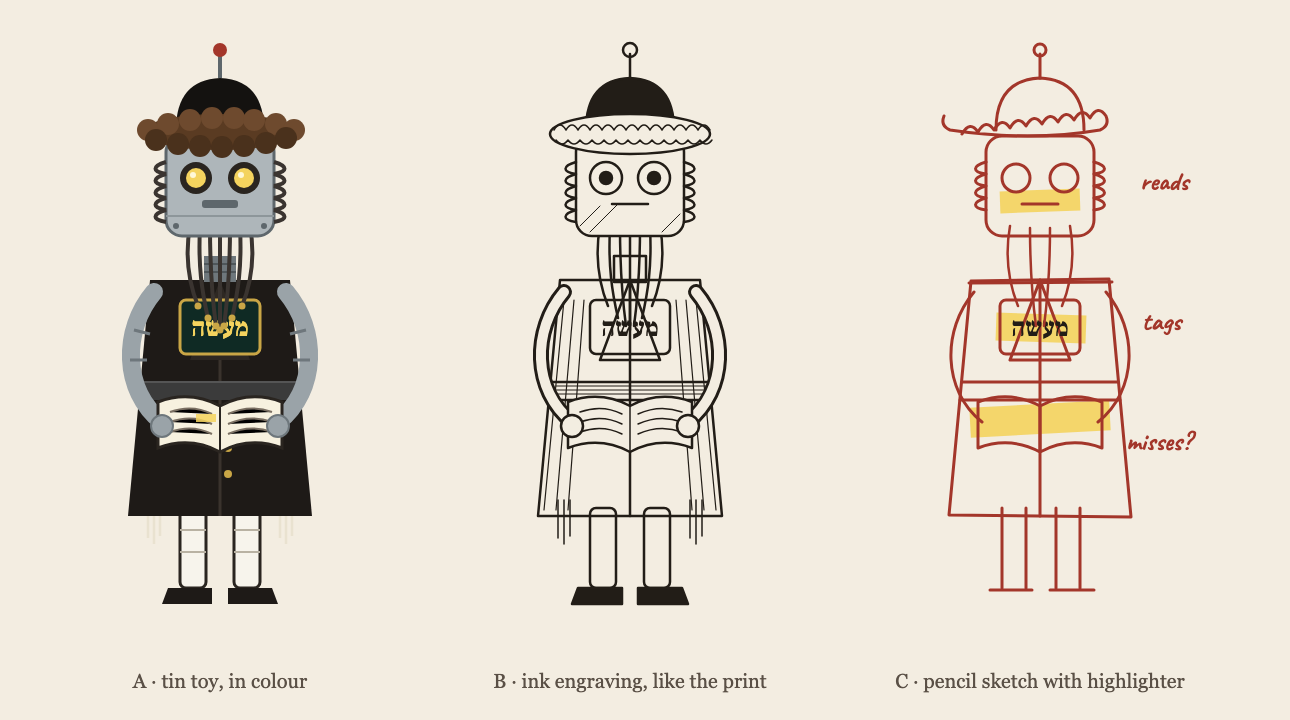 מעשה
מעשה
מעשה
reads
tags
misses?
A · tin toy, in colour
B · ink engraving, like the print
C · pencil sketch with highlighter